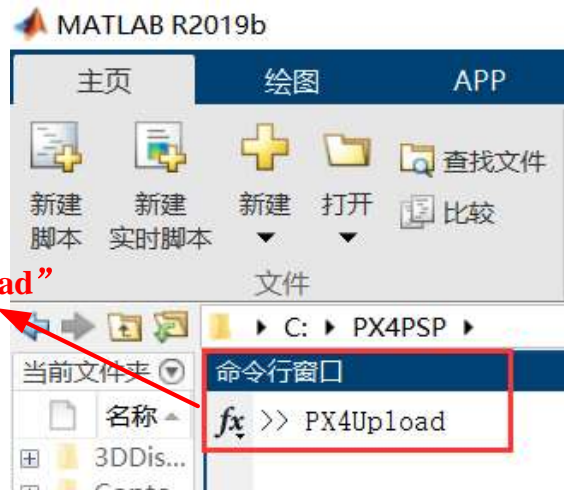 MATLAB R2019b
主页 绘图 APP
新建 新建 新建 打开 查找文件
脚本 实时脚本 比较
文件
ad”
C: PX4PSP
当前文件夹 命令行窗口
名称 fx >> PX4Upload
3DDis...